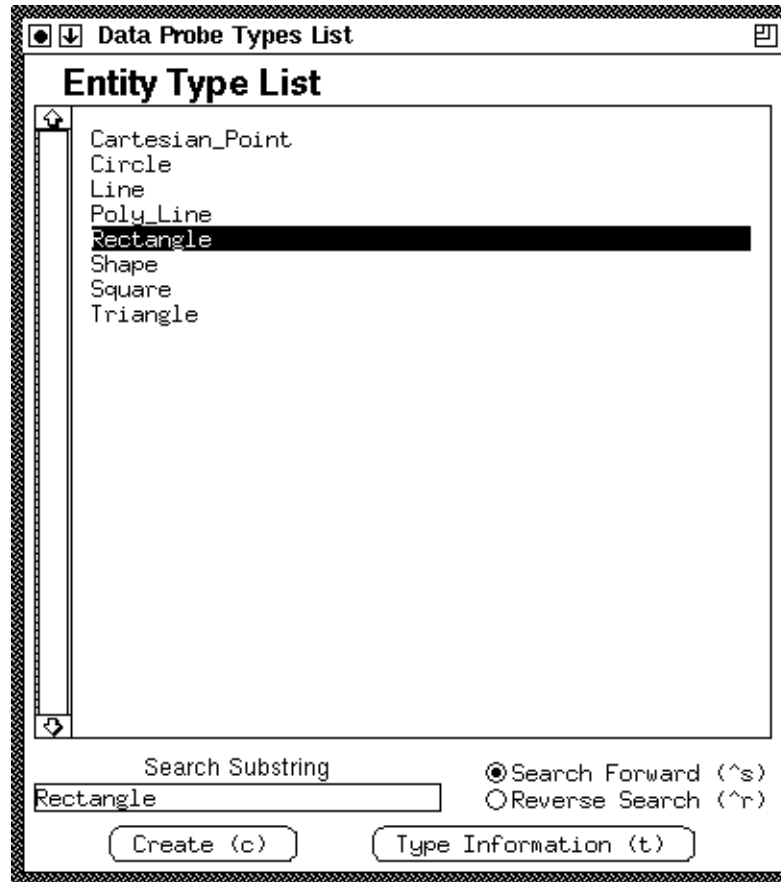 Data Probe Types List
Entity Type List
Cartesian_Point
Circle
Line
Poly_Line
Rectangle
Shape
Square
Triangle
Search Substring
Rectangle
Search Forward (^s)
Reverse Search (^r)
Create (c)
Type Information (t)